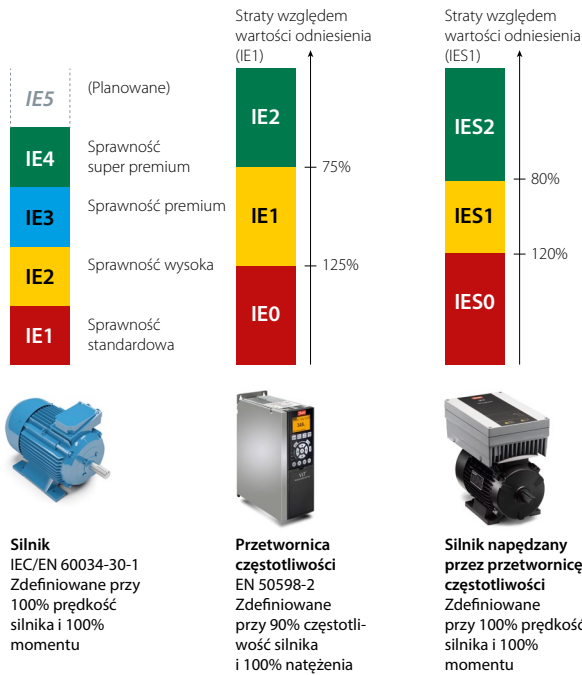 Straty względem
wartości odniesienia
(IE1)
Straty względem
wartości odniesienia
(IES1)
IE5
(Planowane)
IE4
Sprawność
super premium
IE3
Sprawność premium
IE2
Sprawność wysoka
IE1
Sprawność
standardowa
IE2
75%
IE1
125%
IE0
IES2
80%
IES1
120%
IES0
Silnik
IEC/EN 60034-30-1
Zdefiniowane przy
100% prędkość
silnika i 100%
momentu
Przetwornica
częstotliwości
EN 50598-2
Zdefiniowane
przy 90% częstotli-
wość silnika
i 100% natężenia
Silnik napędzany
przez przetwornicę
częstotliwości
Zdefiniowane
przy 100% prędkość
silnika i 100%
momentu